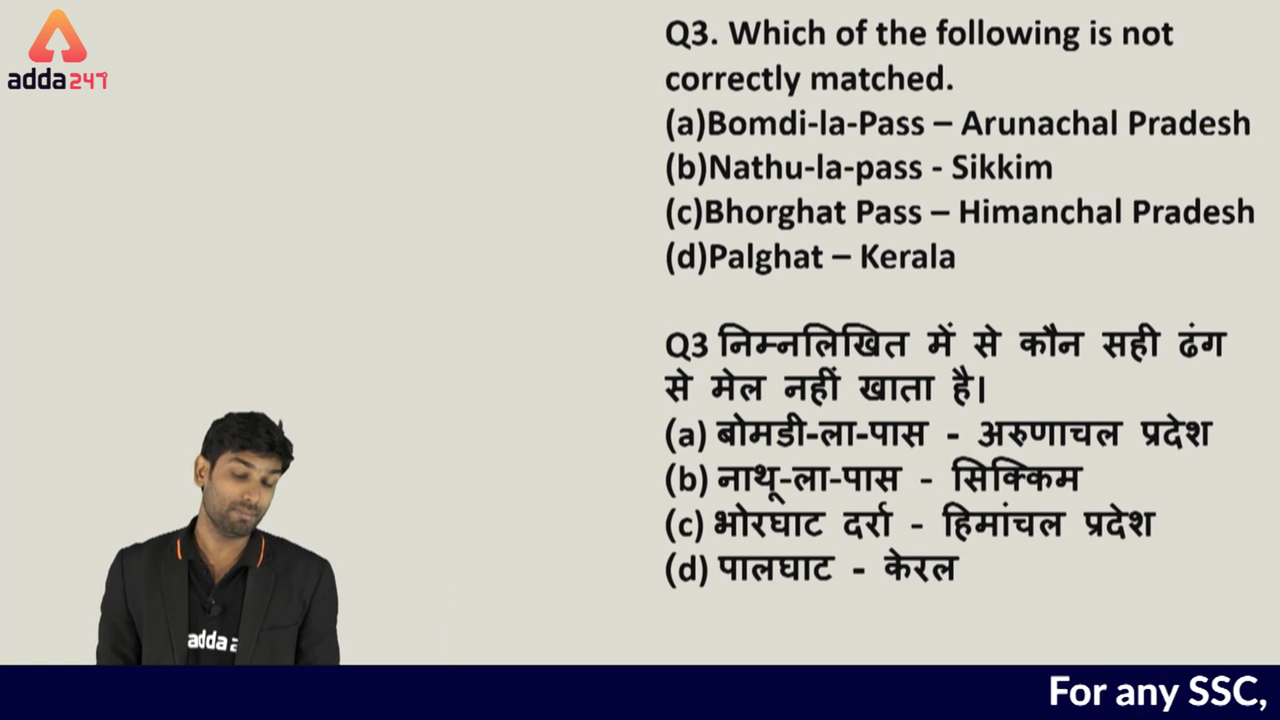 adda247
Q3. Which of the following is not
correctly matched.
(a)Bomdi-la-Pass – Arunachal Pradesh
(b)Nathu-la-pass - Sikkim
(c)Bhorghat Pass – Himanchal Pradesh
(d)Palghat – Kerala
Q3 निम्नलिखित में से कौन सही ढंग
से मेल नहीं खाता है।
(a) बोमडी-ला-पास - अरुणाचल प्रदेश
(b) नाथू-ला-पास - सिक्किम
(c) भोरघाट दर्रा - हिमांचल प्रदेश
(d) पालघाट - केरल
adda
For any SSC,